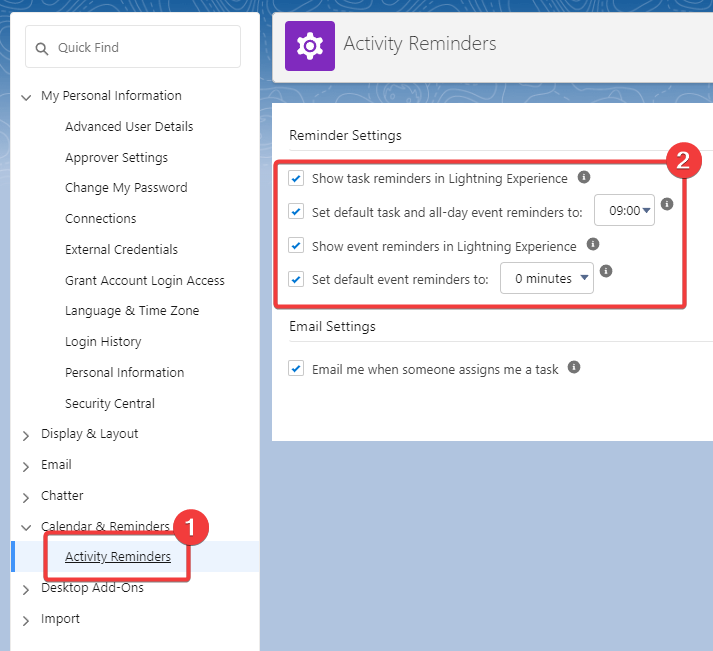 Quick Find
My Personal Information
Advanced User Details
Approver Settings
Change My Password
Connections
External Credentials
Grant Account Login Access
Language & Time Zone
Login History
Personal Information
Security Central
Display & Layout
Email
Chatter
Calendar & Reminders
1
Activity Reminders
Desktop Add-Ons
Import
Activity Reminders
Reminder Settings
2
Show task reminders in Lightning Experience
Set default task and all-day event reminders to: 09:00
Show event reminders in Lightning Experience
Set default event reminders to: 0 minutes
Email Settings
Email me when someone assigns me a task